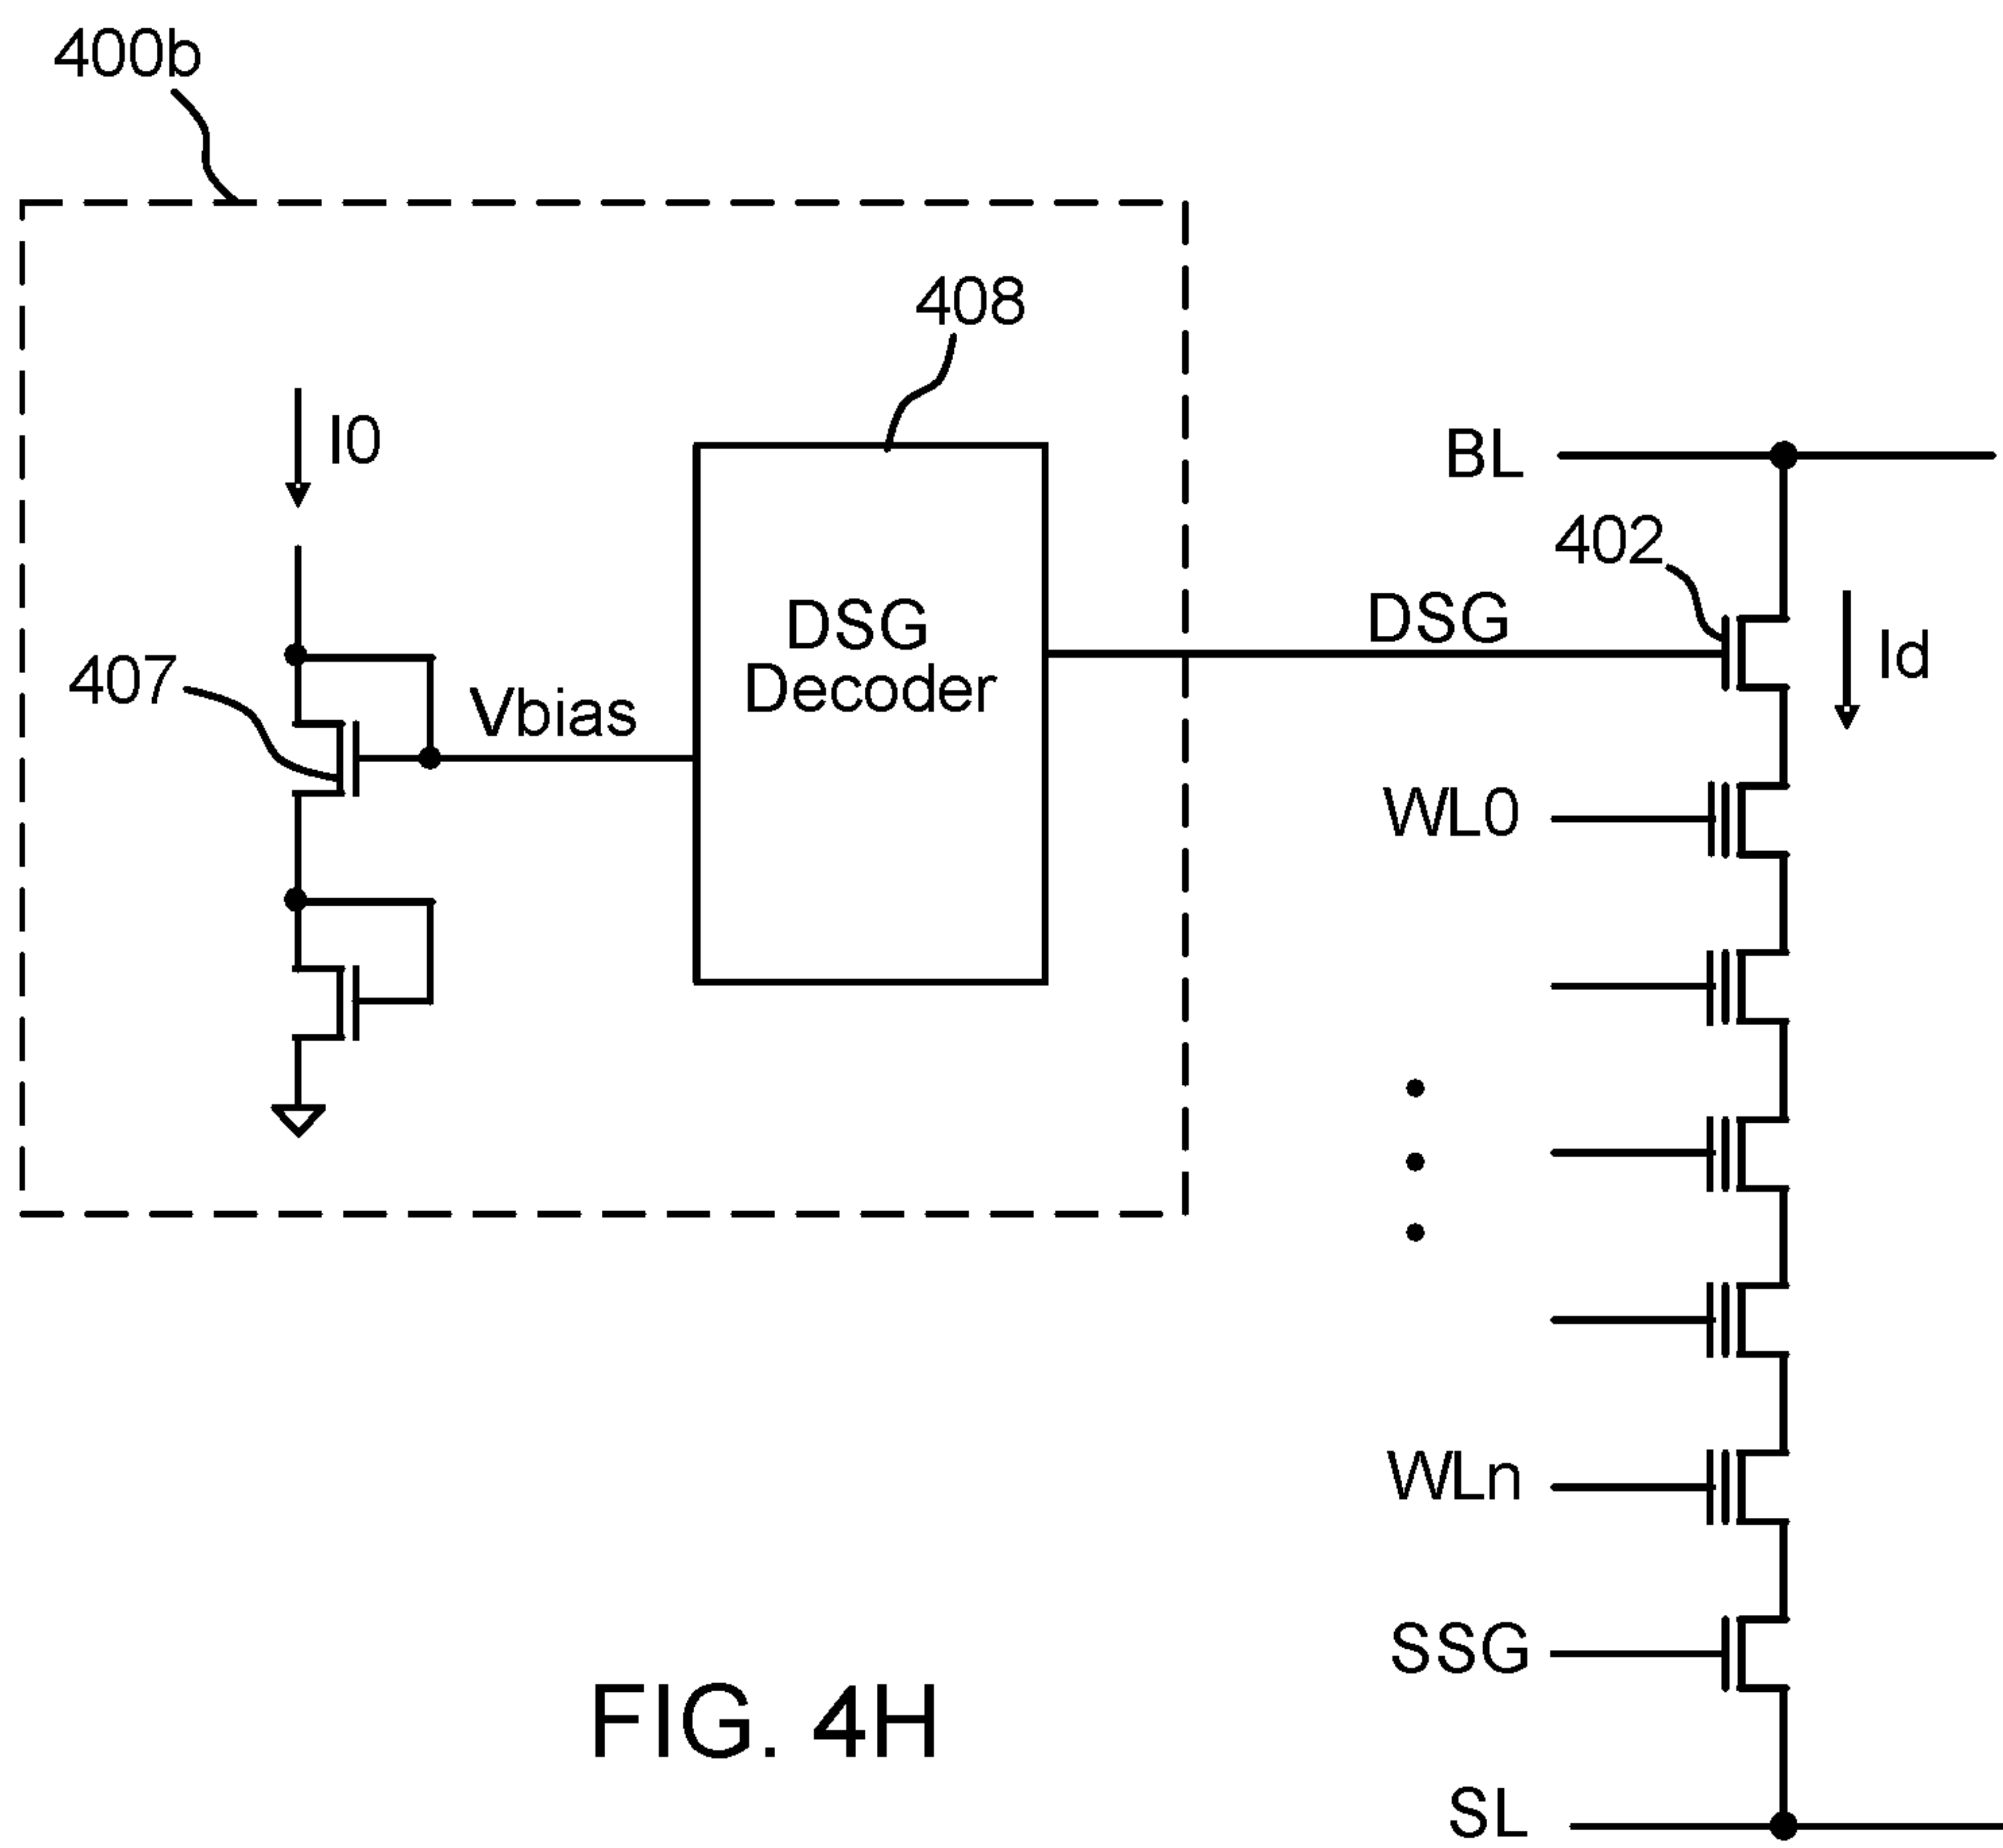 400b
408
I0
BL
402
DSG
Id
DSG
Decoder
407
Vbias
WL0
WLn
SSG
FIG. 4H
SL